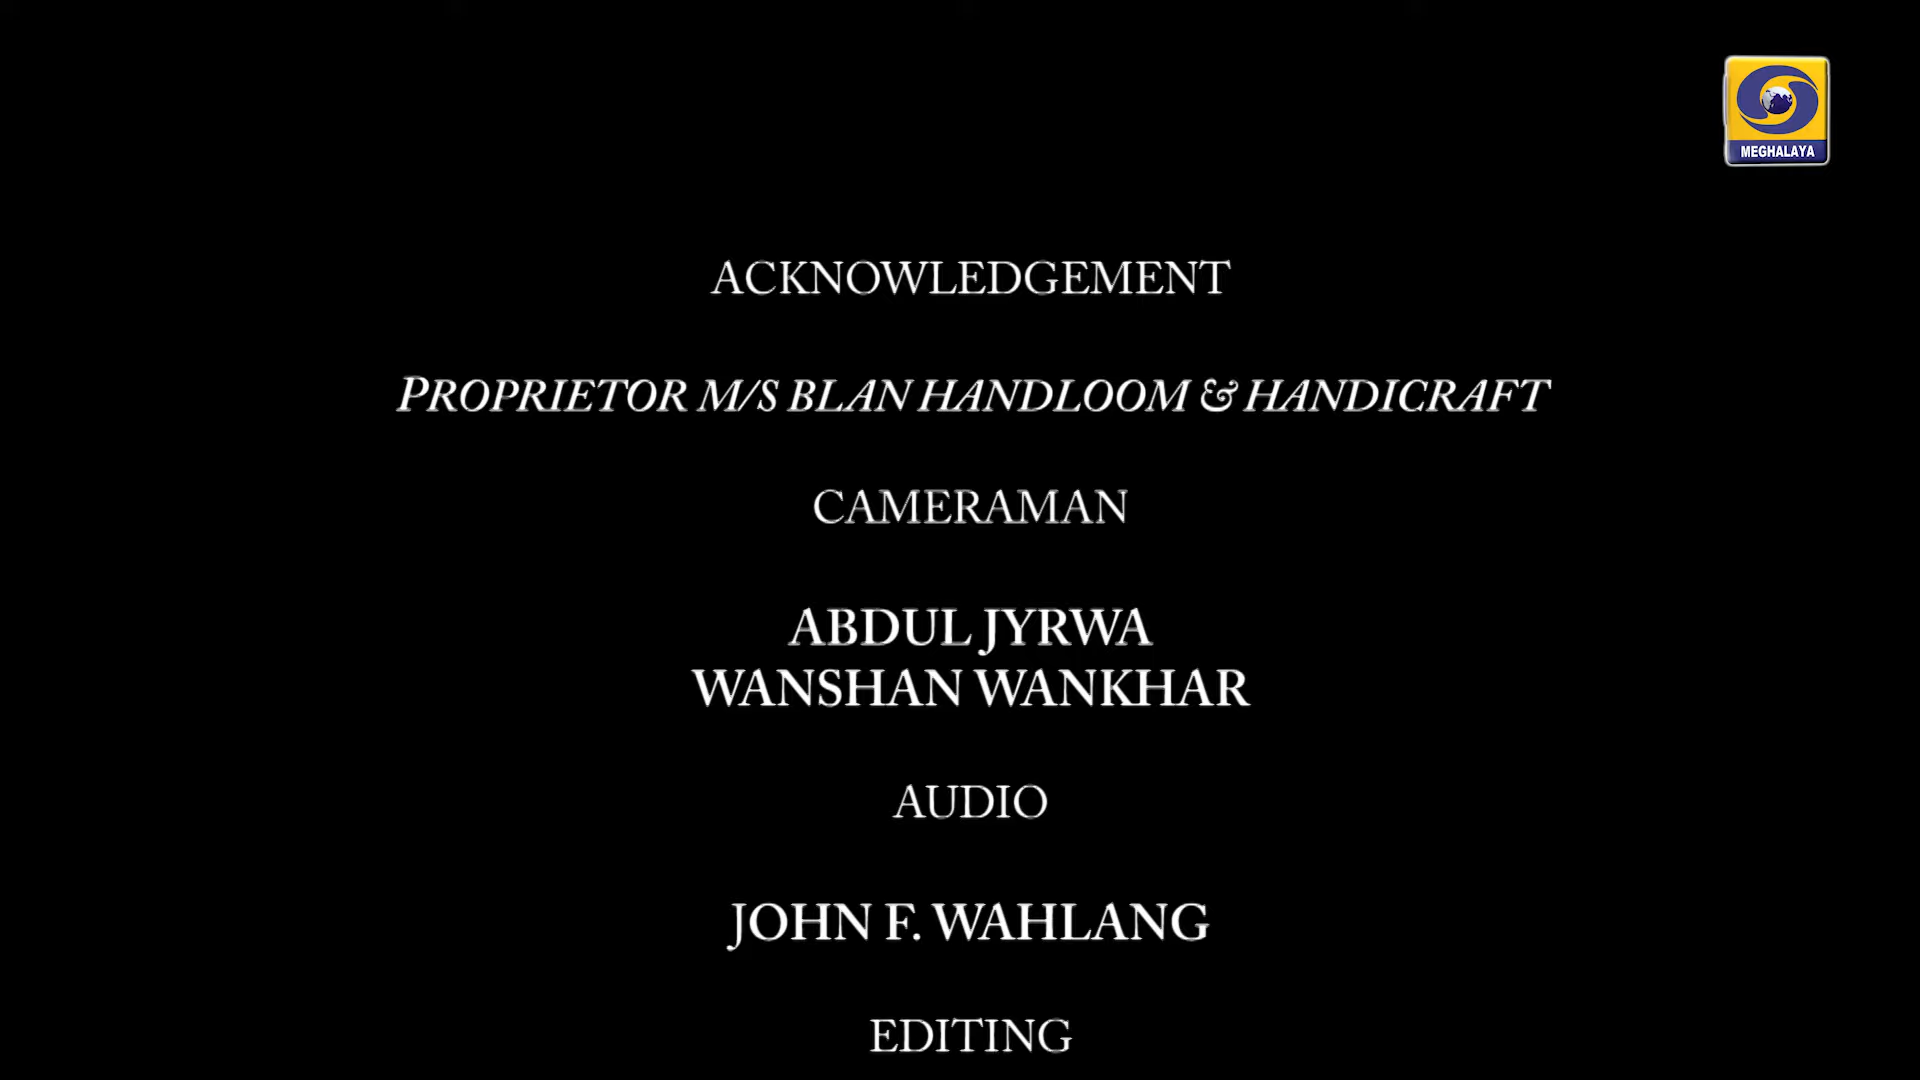 MEGHALAYA
ACKNOWLEDGEMENT
PROPRIETOR M/S BLAN HANDLOOM & HANDICRAFT
CAMERAMAN
ABDUL JYRWA
WANSHAN WANKHAR
AUDIO
JOHN F. WAHLANG
EDITING